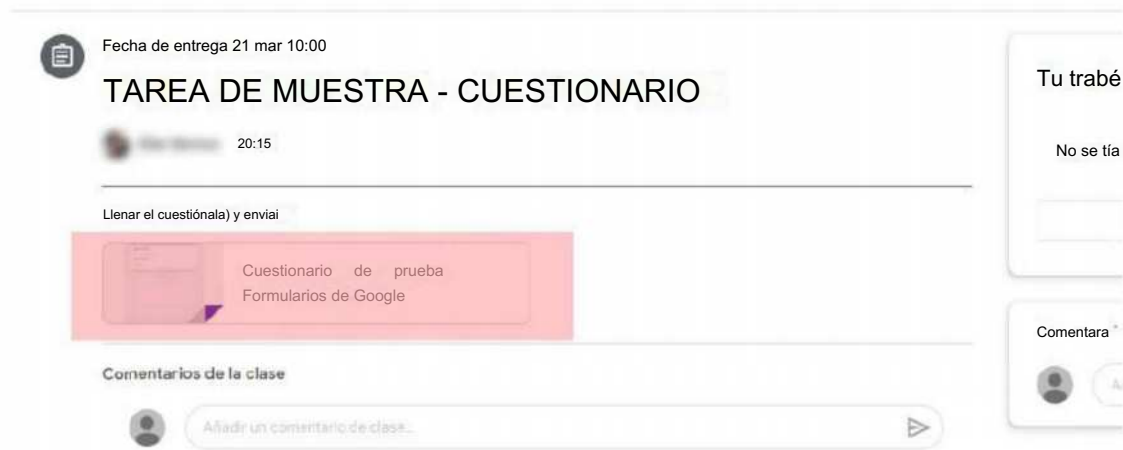 Fecha de entrega 21 mar 10:00
TAREA DE MUESTRA - CUESTIONARIO
20:15
Llenar el cuestiónala) y enviai
Cuestionario de prueba
Formularios de Google
Comentarios de la clase
Añadir un comentario de clase...
Tu trabé
No se tía
Comentara